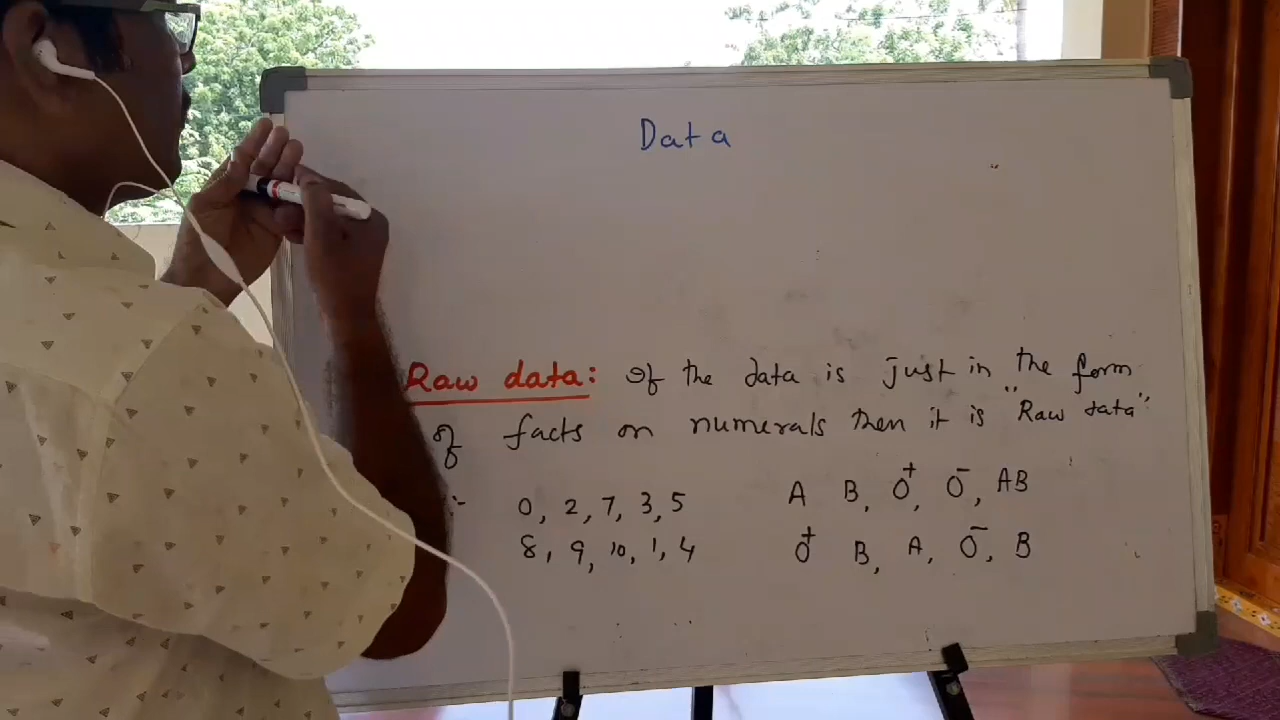 Data
Raw data: If the data is just in the form
of facts or numerals then it is "Raw data".
:- 0, 2, 7, 3, 5 A B, O⁺, O⁻, AB
8, 9, 10, 1, 4 O⁺ B, A, O⁻, B